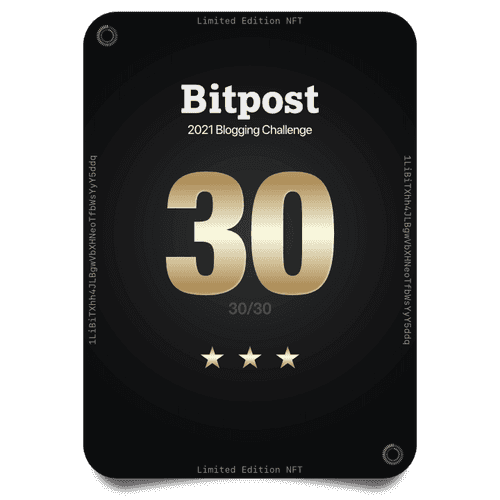 Limited Edition NFT
Bitpost
2021 Blogging Challenge
30
30/30
1LiBiTXhh4JLBgwVbXHNeoTfbWsYyY5ddq
1LiBiTXhh4JLBgwVbXHNeoTfbWsYyY5ddq
Limited Edition NFT